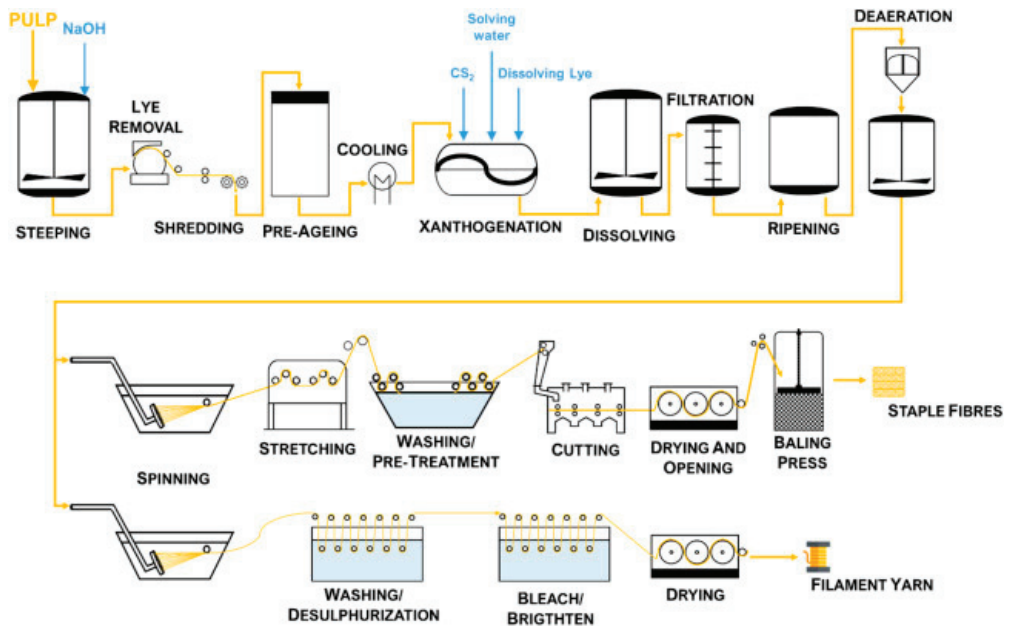 PULP
NaOH
LYE
REMOVAL
STEEPING
SHREDDING
PRE-AGEING
COOLING
Solving
water
CS₂
Dissolving Lye
XANTHOGENATION
DISSOLVING
FILTRATION
RIPENING
DEAERATION
SPINNING
STRETCHING
WASHING/
PRE-TREATMENT
CUTTING
DRYING AND
OPENING
BALING
PRESS
STAPLE FIBRES
WASHING/
DESULPHURIZATION
BLEACH/
BRIGTHTEN
DRYING
FILAMENT YARN